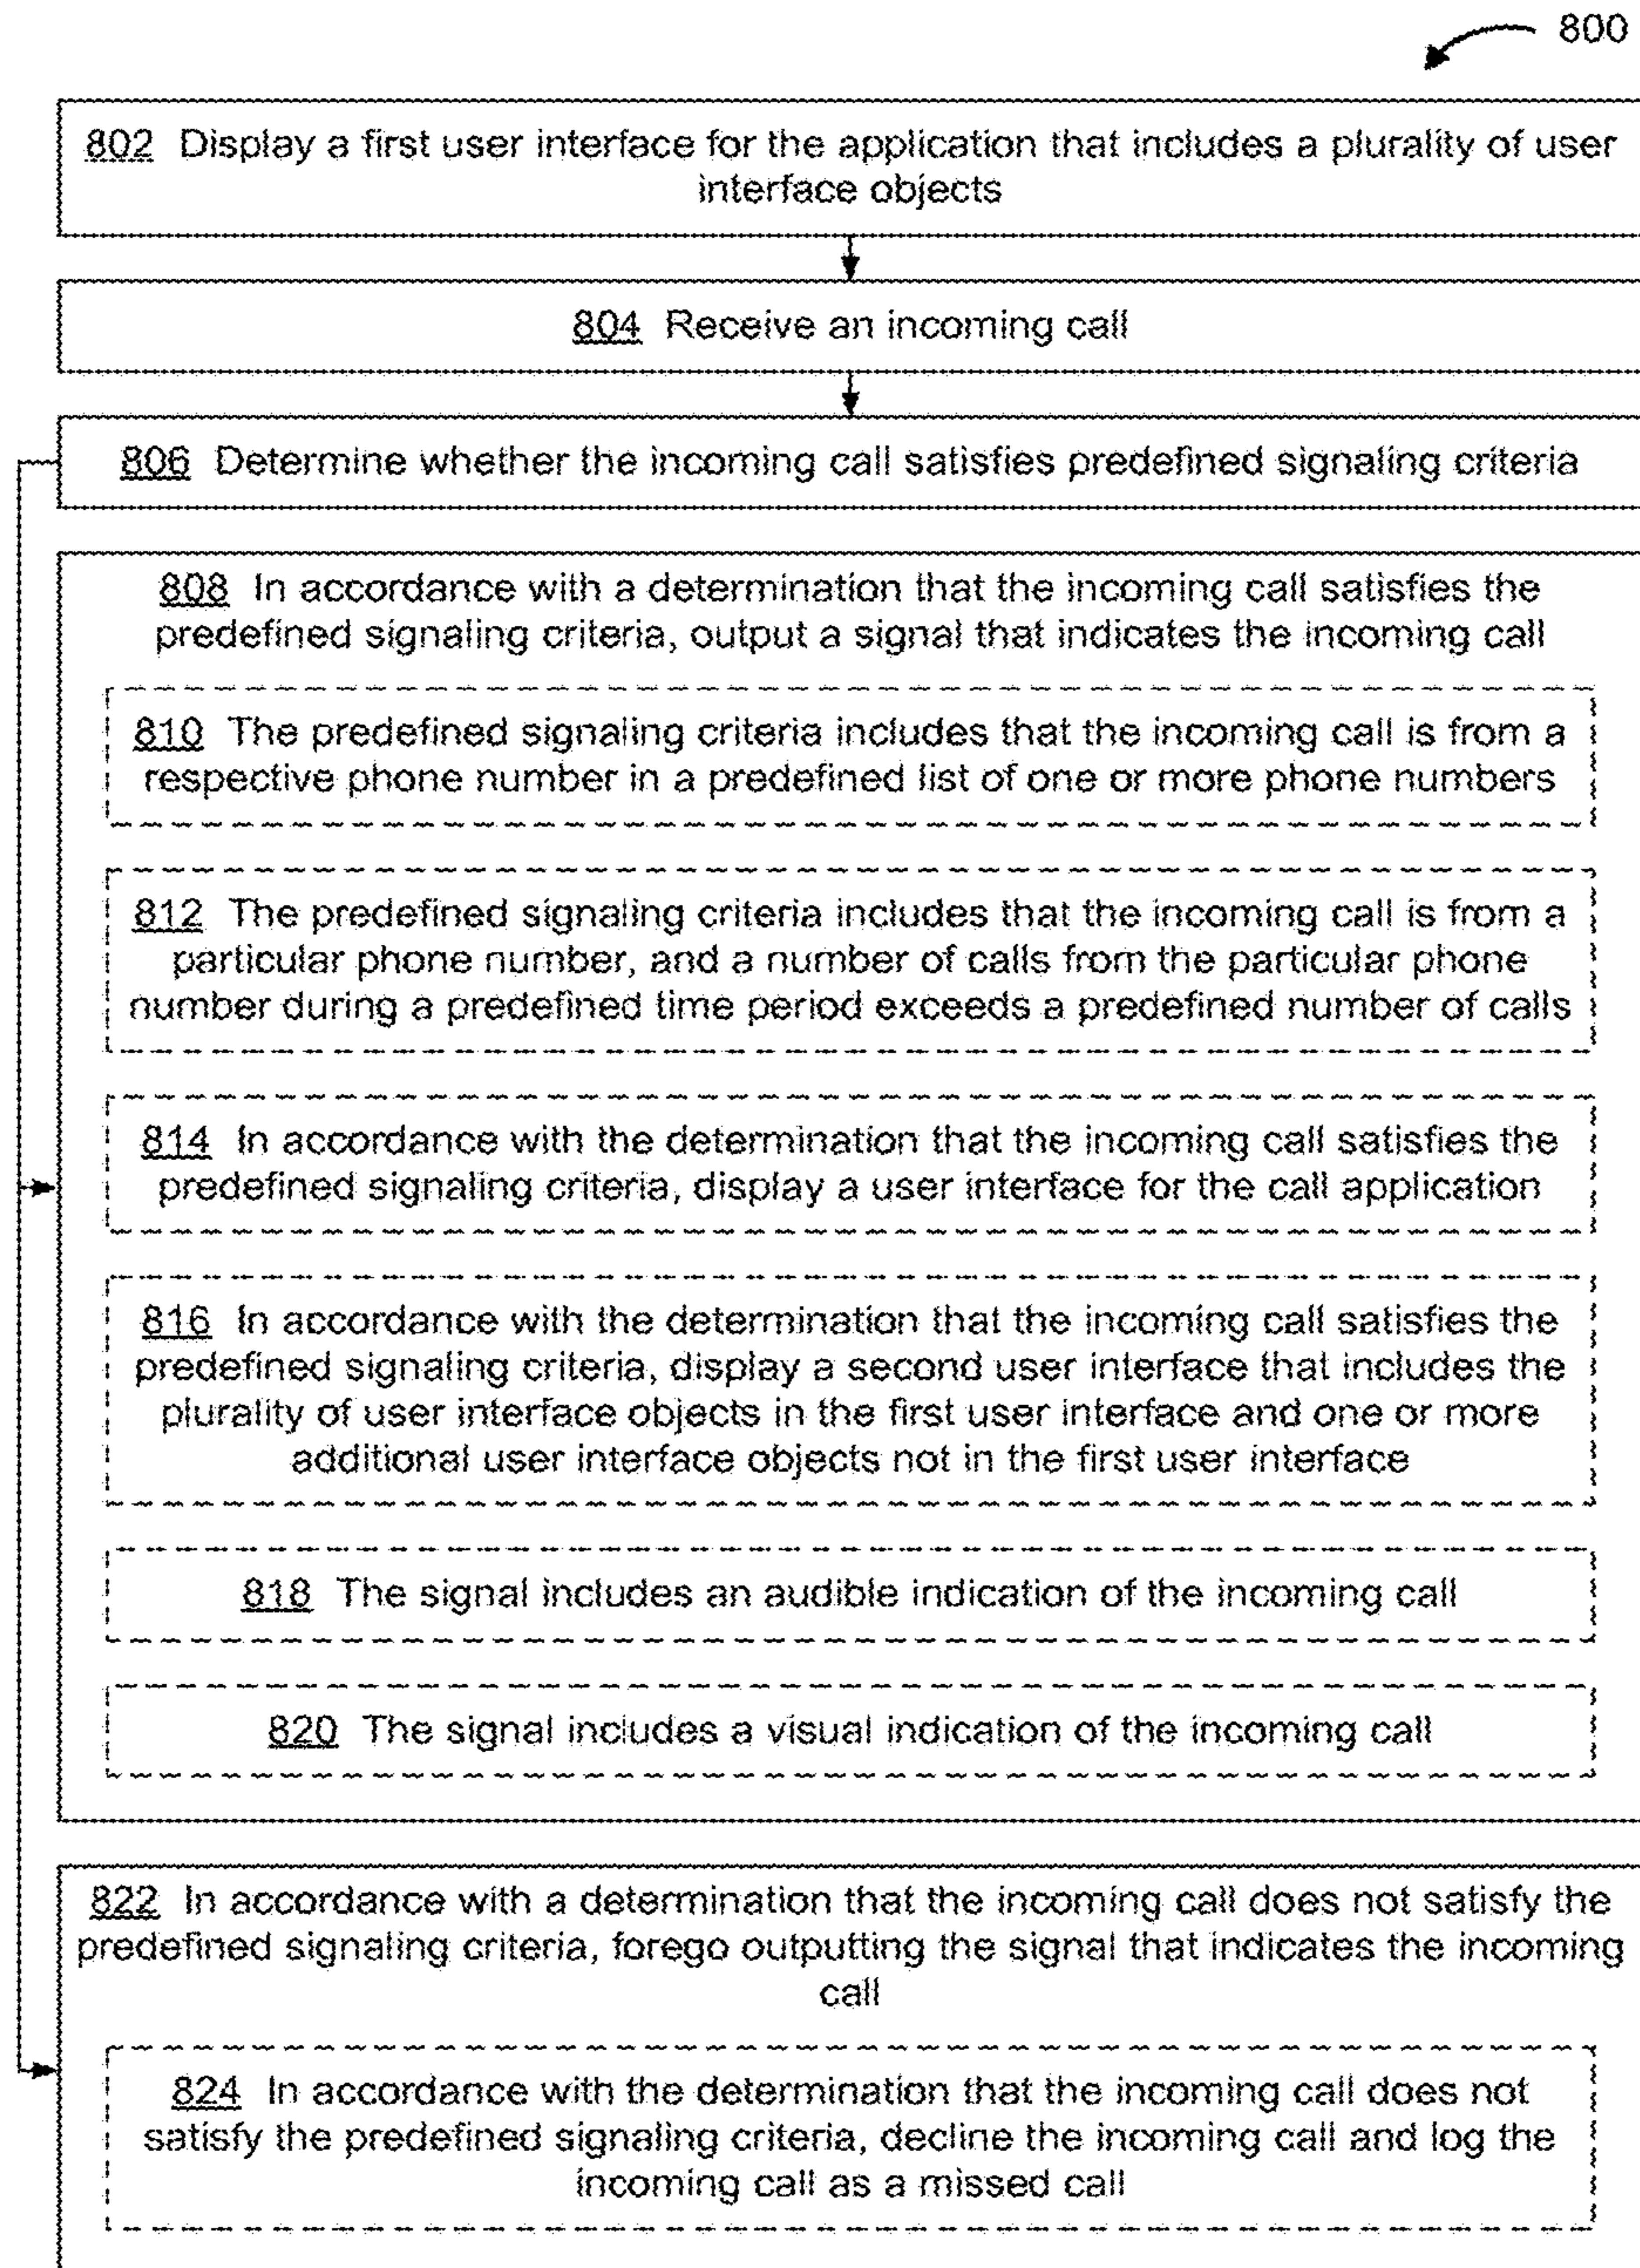 800
802 Display a first user interface for the application that includes a plurality of user
interface objects
804 Receive an incoming call
806 Determine whether the incoming call satisfies predefined signaling criteria
808 In accordance with a determination that the incoming call satisfies the
predefined signaling criteria, output a signal that indicates the incoming call
810 The predefined signaling criteria includes that the incoming call is from a
respective phone number in a predefined list of one or more phone numbers
812 The predefined signaling criteria includes that the incoming call is from a
particular phone number, and a number of calls from the particular phone
number during a predefined time period exceeds a predefined number of calls
814 In accordance with the determination that the incoming call satisfies the
predefined signaling criteria, display a user interface for the call application
816 In accordance with the determination that the incoming call satisfies the
predefined signaling criteria, display a second user interface that includes the
plurality of user interface objects in the first user interface and one or more
additional user interface objects not in the first user interface
818 The signal includes an audible indication of the incoming call
820 The signal includes a visual indication of the incoming call
822 In accordance with a determination that the incoming call does not satisfy the
predefined signaling criteria, forego outputting the signal that indicates the incoming
call
824 In accordance with the determination that the incoming call does not
satisfy the predefined signaling criteria, decline the incoming call and log the
incoming call as a missed call